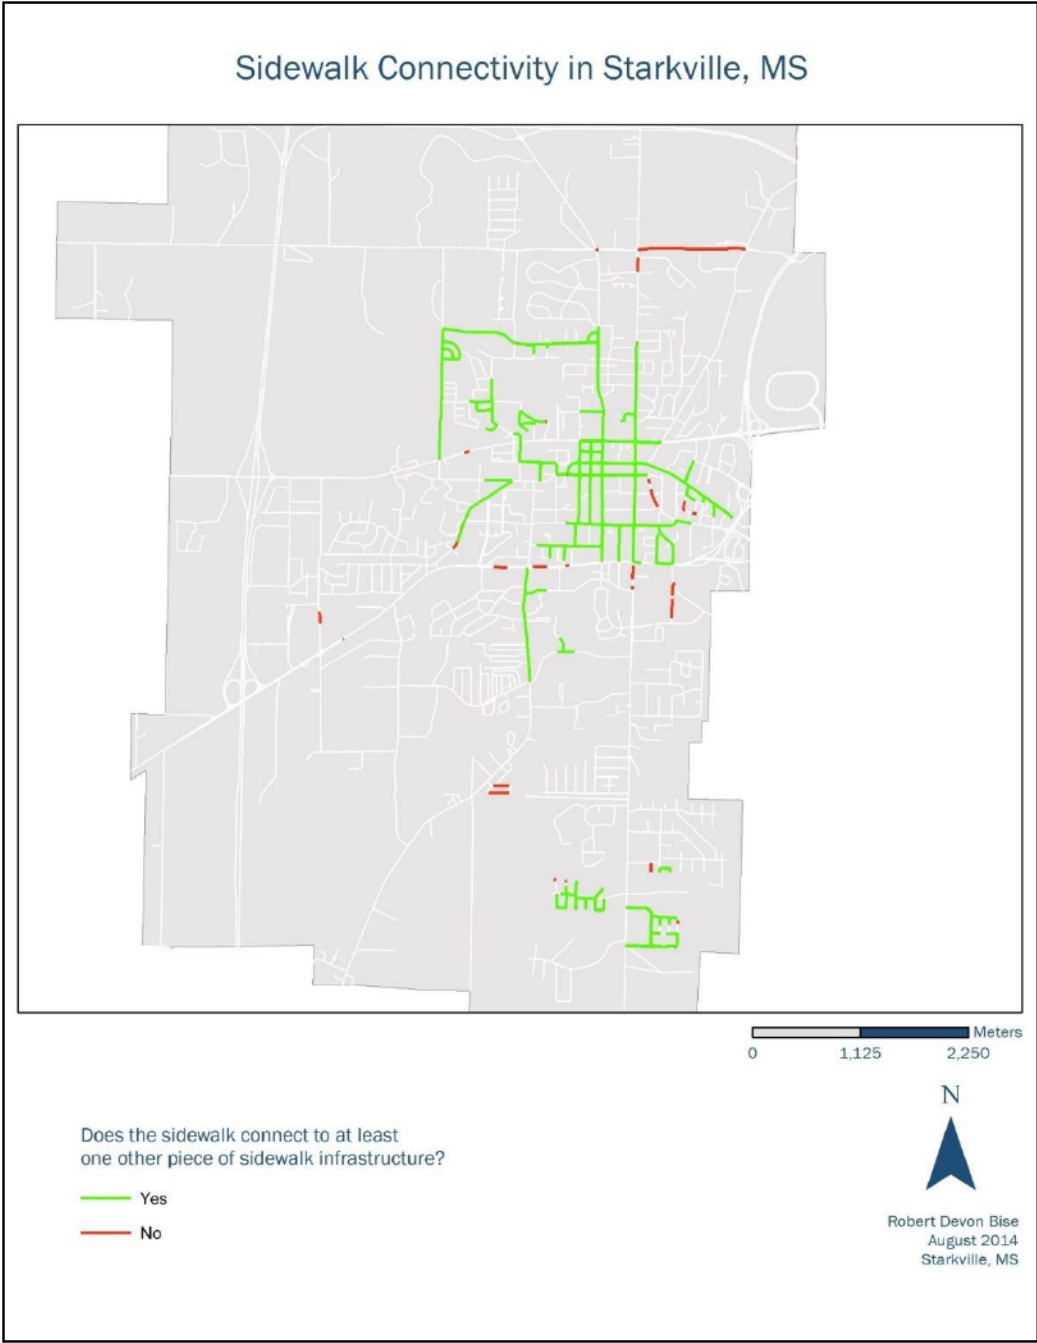 Sidewalk Connectivity in Starkville, MS
Meters
0 1,125 2,250
N
Does the sidewalk connect to at least
one other piece of sidewalk infrastructure?
Yes
No
Robert Devon Bise
August 2014
Starkville, MS